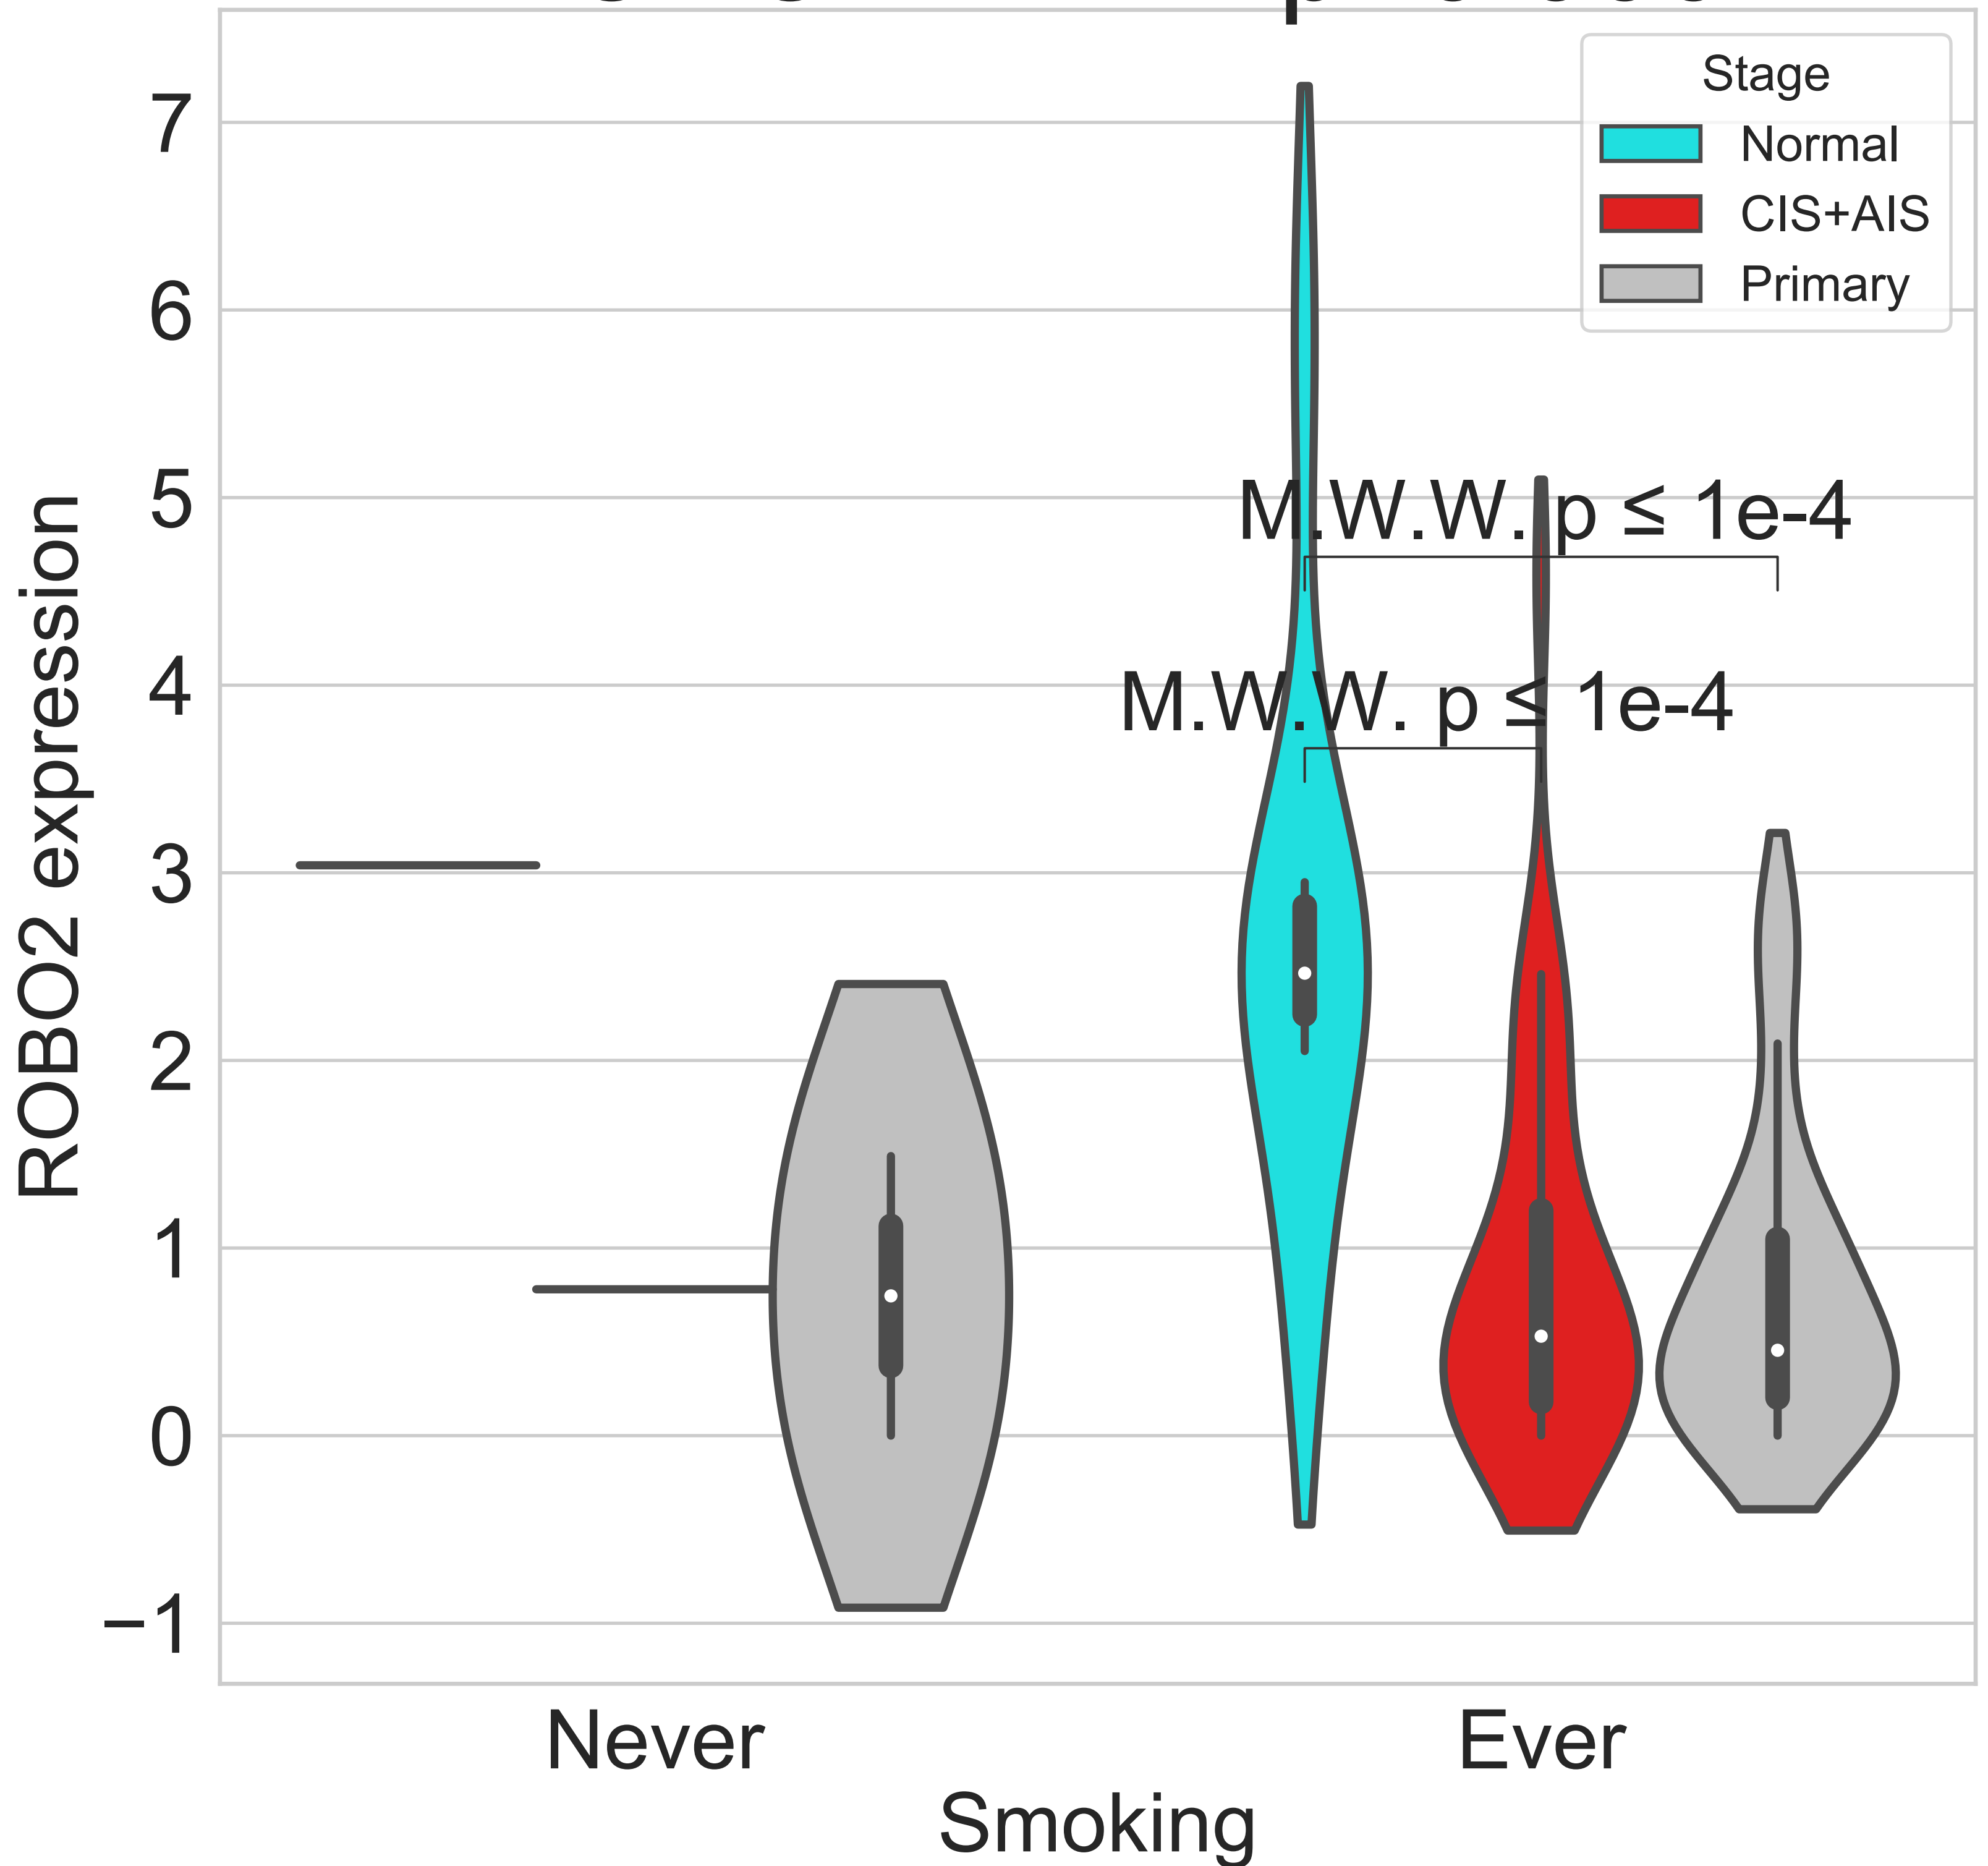 Stage
Normal
CIS+AIS
Primary
7
6
5
4
3
2
1
0
−1
ROBO2 expression
M.W.W. p ≤ 1e-4
M.W.W. p ≤ 1e-4
Never
Ever
Smoking